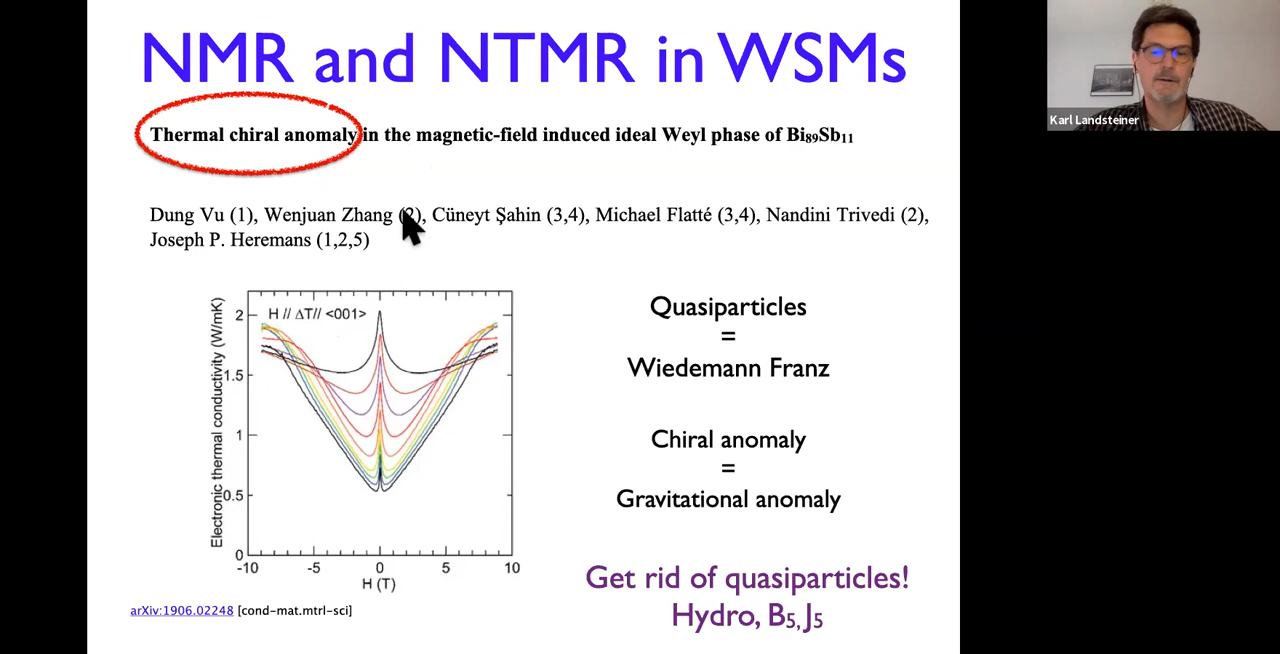 NMR and NTMR in WSMs
Karl Landsteiner
Thermal chiral anomaly in the magnetic-field induced ideal Weyl phase of Bi₈₉Sb₁₁
Dung Vu (1), Wenjuan Zhang (2), Cüneyt Şahin (3,4), Michael Flatté (3,4), Nandini Trivedi (2),
Joseph P. Heremans (1,2,5)
H // ΔT// <001>
Electronic thermal conductivity (W/mK)
2
1.5
1
0.5
0
-10 -5 0 5 10
H (T)
Quasiparticles
=
Wiedemann Franz
Chiral anomaly
=
Gravitational anomaly
Get rid of quasiparticles!
Hydro, B₅, J₅
arXiv:1906.02248 [cond-mat.mtrl-sci]